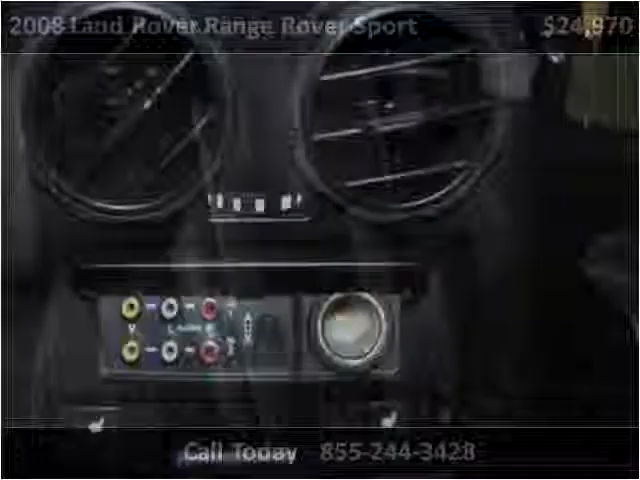 2008 Land Rover Range Rover Sport $24,970
V L R
Call Today 855-244-3428